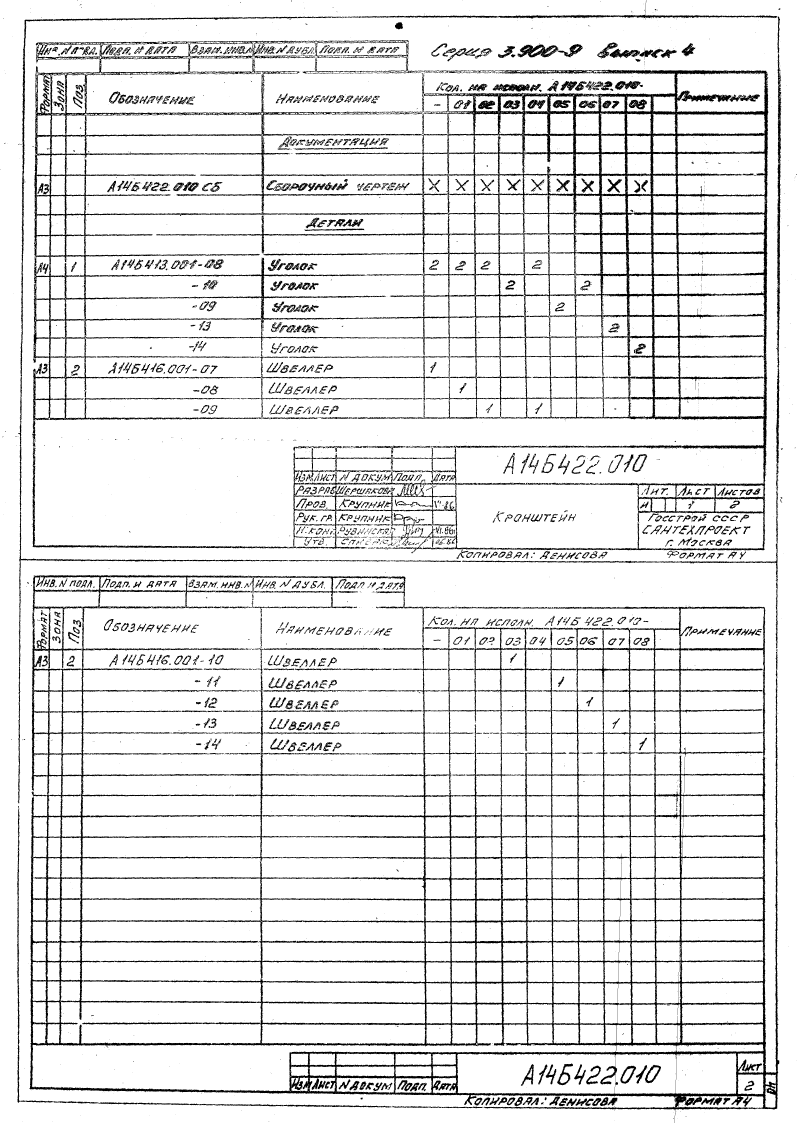 Серия 3.900-9 Выпуск 4
Инв. N подл. Подп. и дата Взам. инв. N Инв. N дубл. Подп. и дата
Формат Зона Поз Обозначение Наименование Кол. на исполн. А14Б422.010- Примечание
- 01 02 03 04 05 06 07 08
Документация
А3 А14Б422.010 СБ Сборочный чертеж X X X X X X X X X
Детали
А4 1 А14Б413.001-08 Уголок 2 2 2 2
-10 Уголок 2 2
-09 Уголок 2
-13 Уголок 2
-14 Уголок 2
А3 2 А14Б416.001-07 Швеллер 1
-08 Швеллер 1
-09 Швеллер 1 1
А14Б422.010
Изм Лист N докум Подп. Дата
Разраб Шершакова
Пров. Крупник
Рук. гр. Крупник
Н. конт. Рувинская
Утв.
Кронштейн
Лит. Лист Листов
И 1 2
Госстрой СССР
Сантехпроект
г. Москва
Копировал: Денисова Формат А4
Инв. N подл. Подп. и дата Взам. инв. N Инв. N дубл. Подп и дата
Формат Зона Поз Обозначение Наименование Кол. на исполн. А14Б422.010- Примечание
- 01 02 03 04 05 06 07 08
А3 2 А14Б416.001-10 Швеллер 1
-11 Швеллер 1
-12 Швеллер 1
-13 Швеллер 1
-14 Швеллер 1
Изм Лист N докум Подп. Дата
А14Б422.010
Лист
2
Копировал: Денисова Формат А4